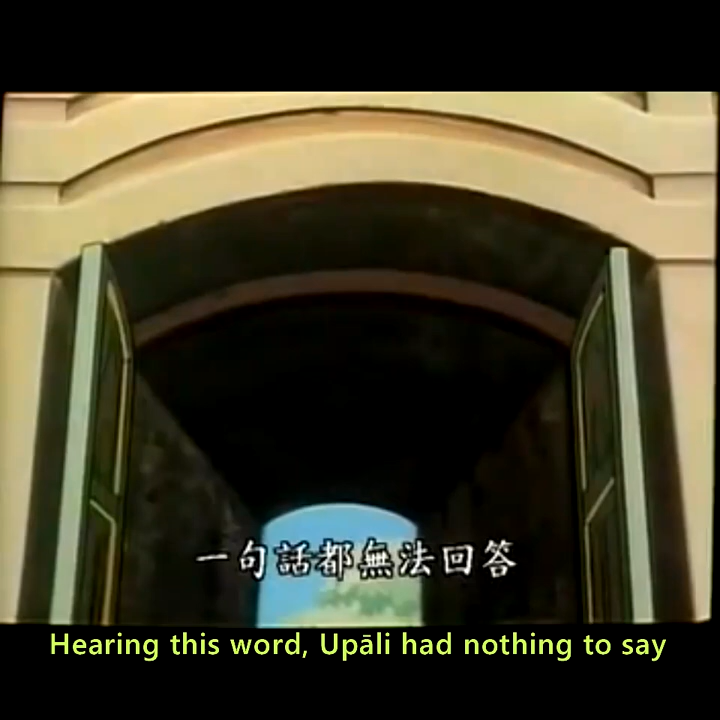 一句話都無法回答
Hearing this word, Upāli had nothing to say